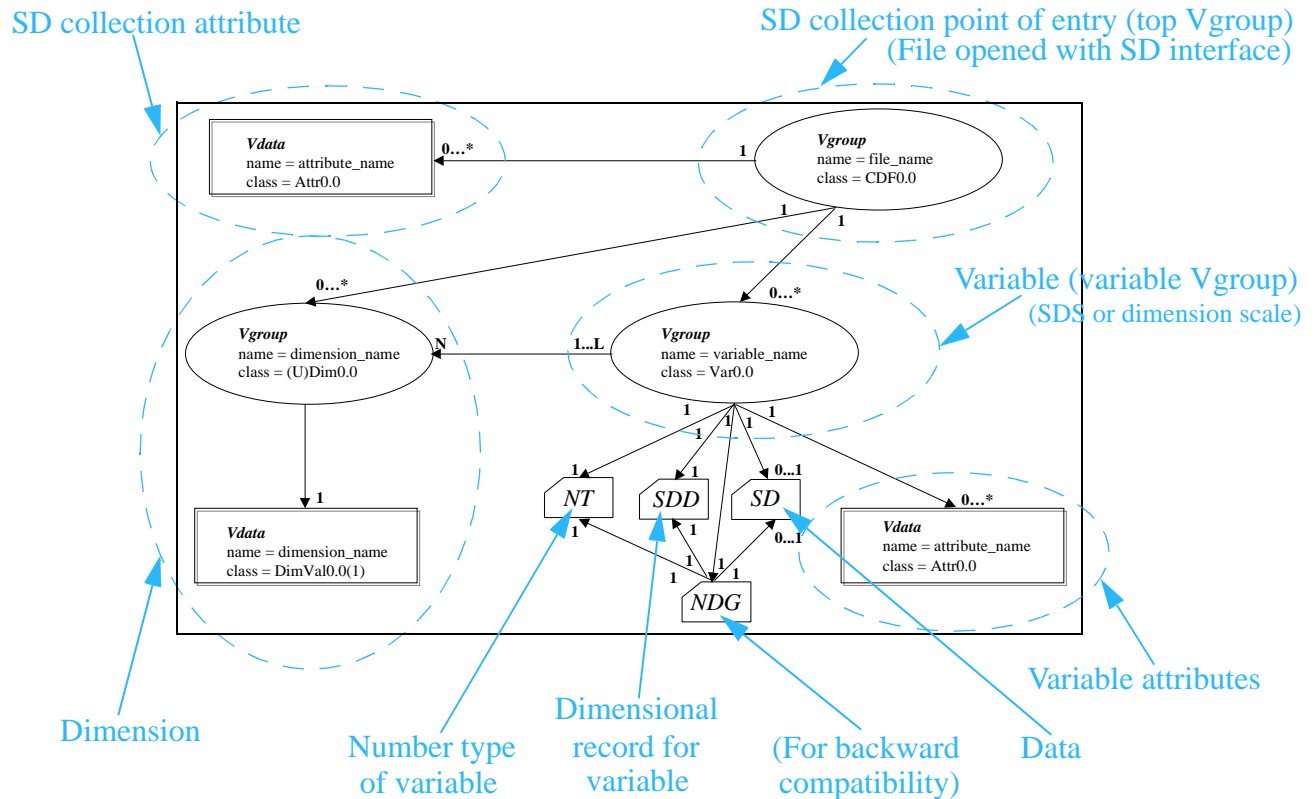 SD collection attribute
SD collection point of entry (top Vgroup)
(File opened with SD interface)
Vdata
name = attribute_name
class = Attr0.0
0...*
1
Vgroup
name = file_name
class = CDF0.0
1
1
0...*
0...*
Variable (variable Vgroup)
(SDS or dimension scale)
Vgroup
name = dimension_name
class = (U)Dim0.0
N
1...L
Vgroup
name = variable_name
class = Var0.0
1
1
1
1
1
1
1
0...1
0...*
1
NT
SDD
SD
Vdata
name = attribute_name
class = Attr0.0
Vdata
name = dimension_name
class = DimVal0.0(1)
1
1
0...1
1
1
1
1
NDG
Variable attributes
Dimension
Number type
of variable
Dimensional
record for
variable
(For backward
compatibility)
Data